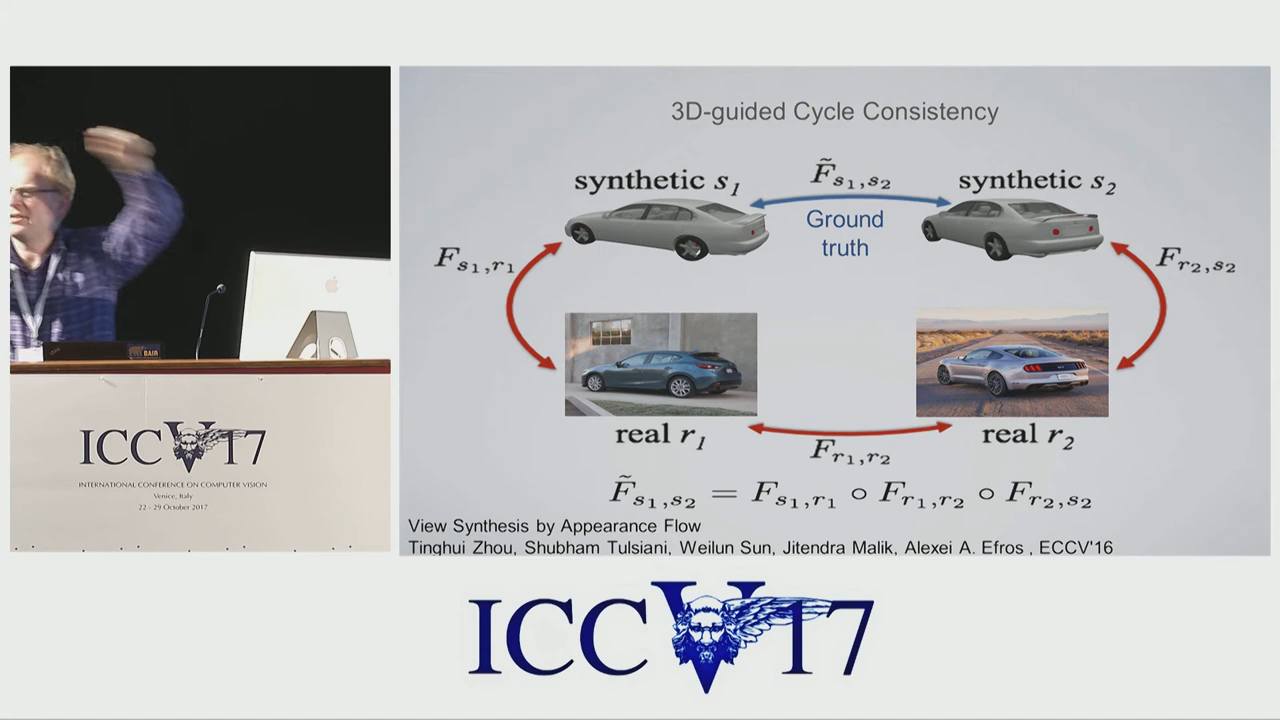 3D-guided Cycle Consistency
synthetic s₁
F̃ₛ₁,ₛ₂
synthetic s₂
Ground
truth
Fₛ₁,ᵣ₁
Fᵣ₂,ₛ₂
real r₁
Fᵣ₁,ᵣ₂
real r₂
F̃ₛ₁,ₛ₂ = Fₛ₁,ᵣ₁ ∘ Fᵣ₁,ᵣ₂ ∘ Fᵣ₂,ₛ₂
View Synthesis by Appearance Flow
Tinghui Zhou, Shubham Tulsiani, Weilun Sun, Jitendra Malik, Alexei A. Efros , ECCV'16
BAIR
ICCV17
INTERNATIONAL CONFERENCE ON COMPUTER VISION
Venice, Italy
22 - 29 October 2017
ICCV17